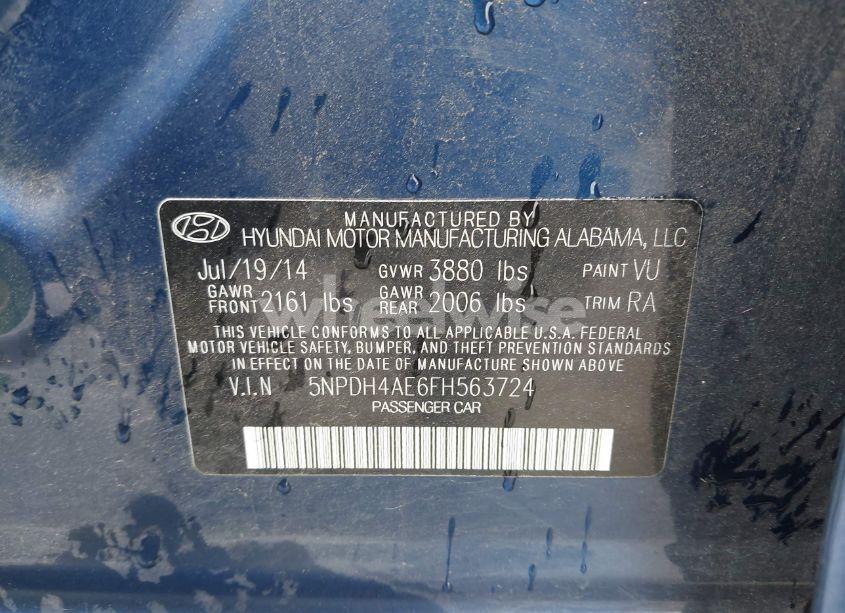 MANUFACTURED BY
HYUNDAI MOTOR MANUFACTURING ALABAMA, LLC
Jul/19/14 GVWR 3880 lbs PAINT VU
GAWR FRONT 2161 lbs GAWR REAR 2006 lbs TRIM RA
wheelwise
THIS VEHICLE CONFORMS TO ALL APPLICABLE U.S.A. FEDERAL
MOTOR VEHICLE SAFETY, BUMPER, AND THEFT PREVENTION STANDARDS
IN EFFECT ON THE DATE OF MANUFACTURE SHOWN ABOVE
V.I.N 5NPDH4AE6FH563724
PASSENGER CAR